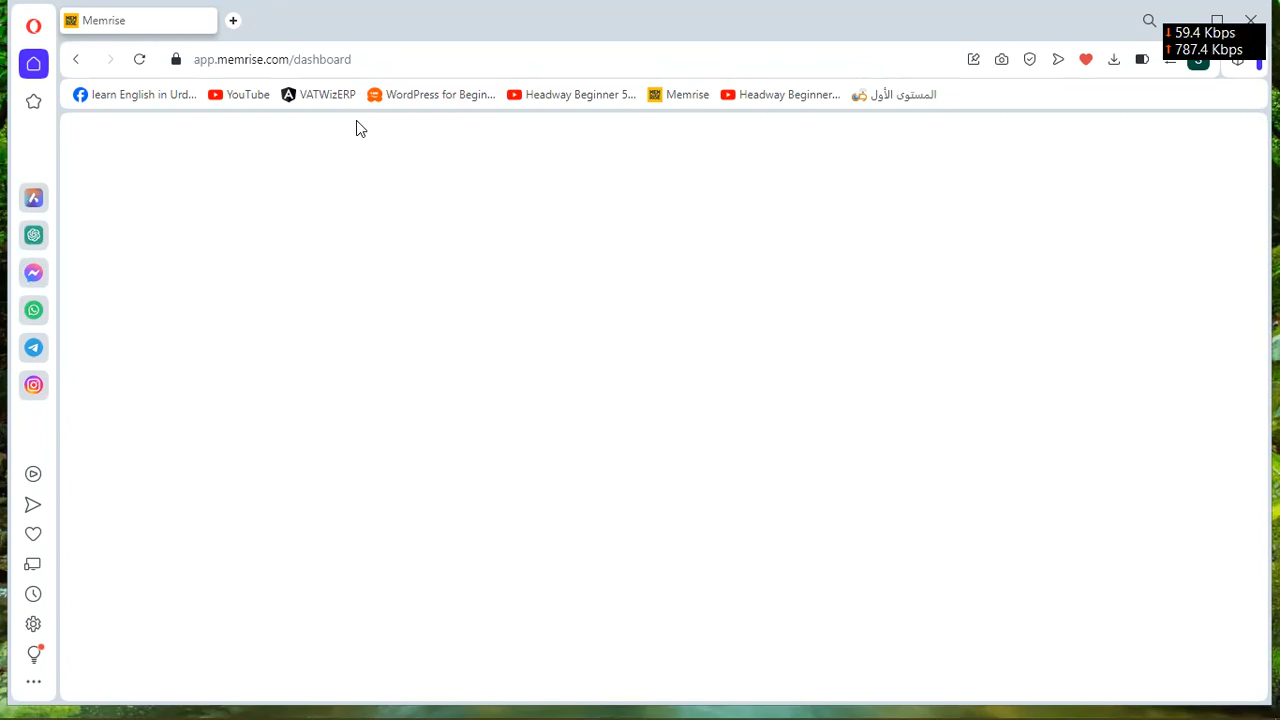 Memrise
59.4 Kbps
787.4 Kbps
app.memrise.com/dashboard
learn English in Urd... YouTube VATWizERP WordPress for Begin... Headway Beginner 5... Memrise Headway Beginner... المستوى الأول